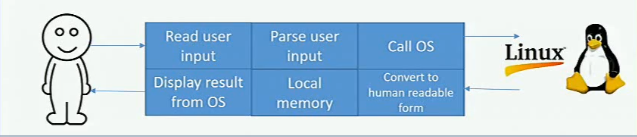 Read user
input
Parse user
input
Call OS
Linux
Display result
from OS
Local
memory
Convert to
human readable
form